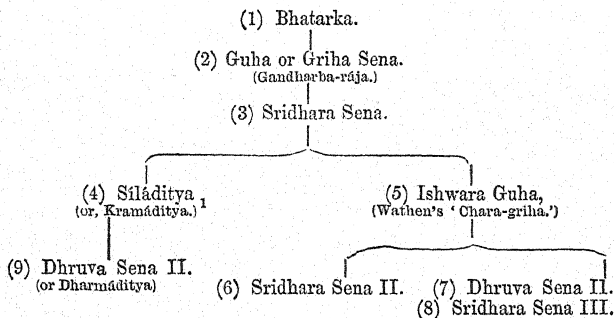 (1) Bhatarka.
(2) Guha or Griha Sena.
(Gandharba-rája.)
(3) Sridhara Sena.
(4) Síláditya
(or, Kramáditya.) 1
(5) Ishwara Guha,
(Wathen's ‘ Chara-griha.’)
(9) Dhruva Sena II.
(or Dharmáditya)
(6) Sridhara Sena II.
(7) Dhruva Sena II.
(8) Sridhara Sena III.